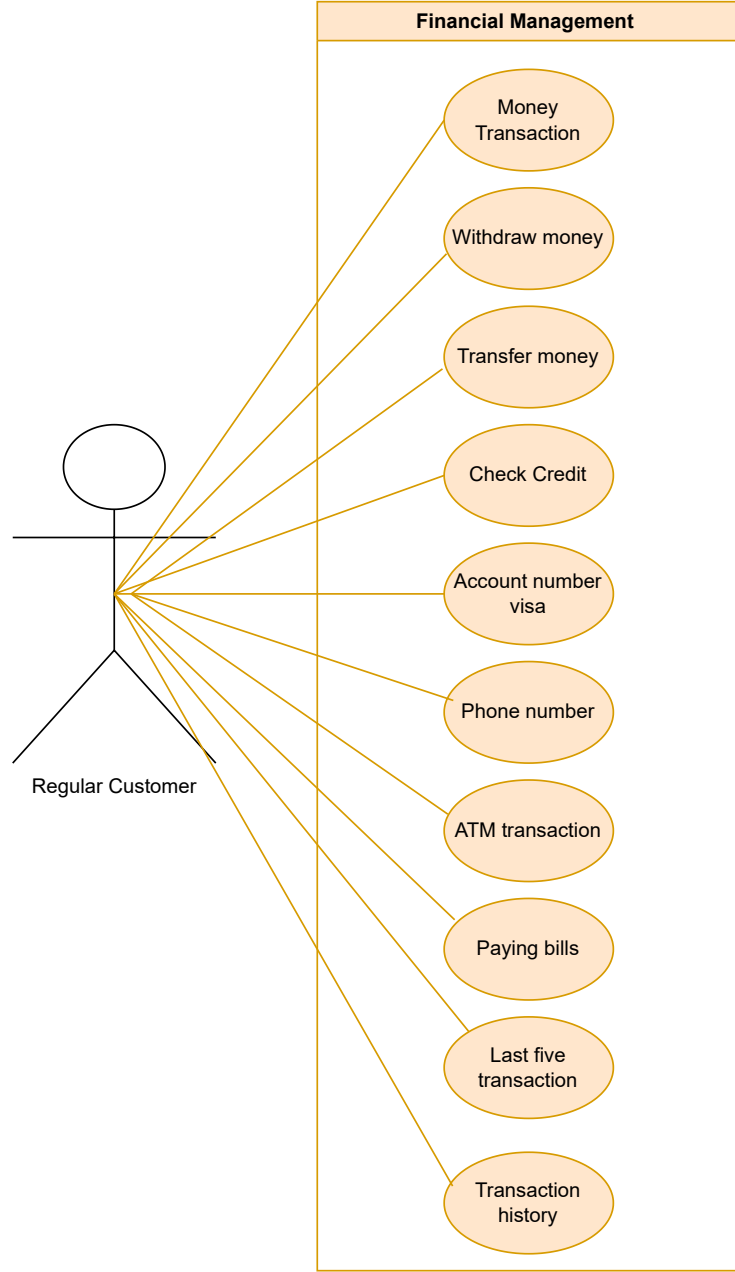 Financial Management
Money
Transaction
Withdraw money
Transfer money
Check Credit
Account number
visa
Phone number
Regular Customer
ATM transaction
Paying bills
Last five
transaction
Transaction
history